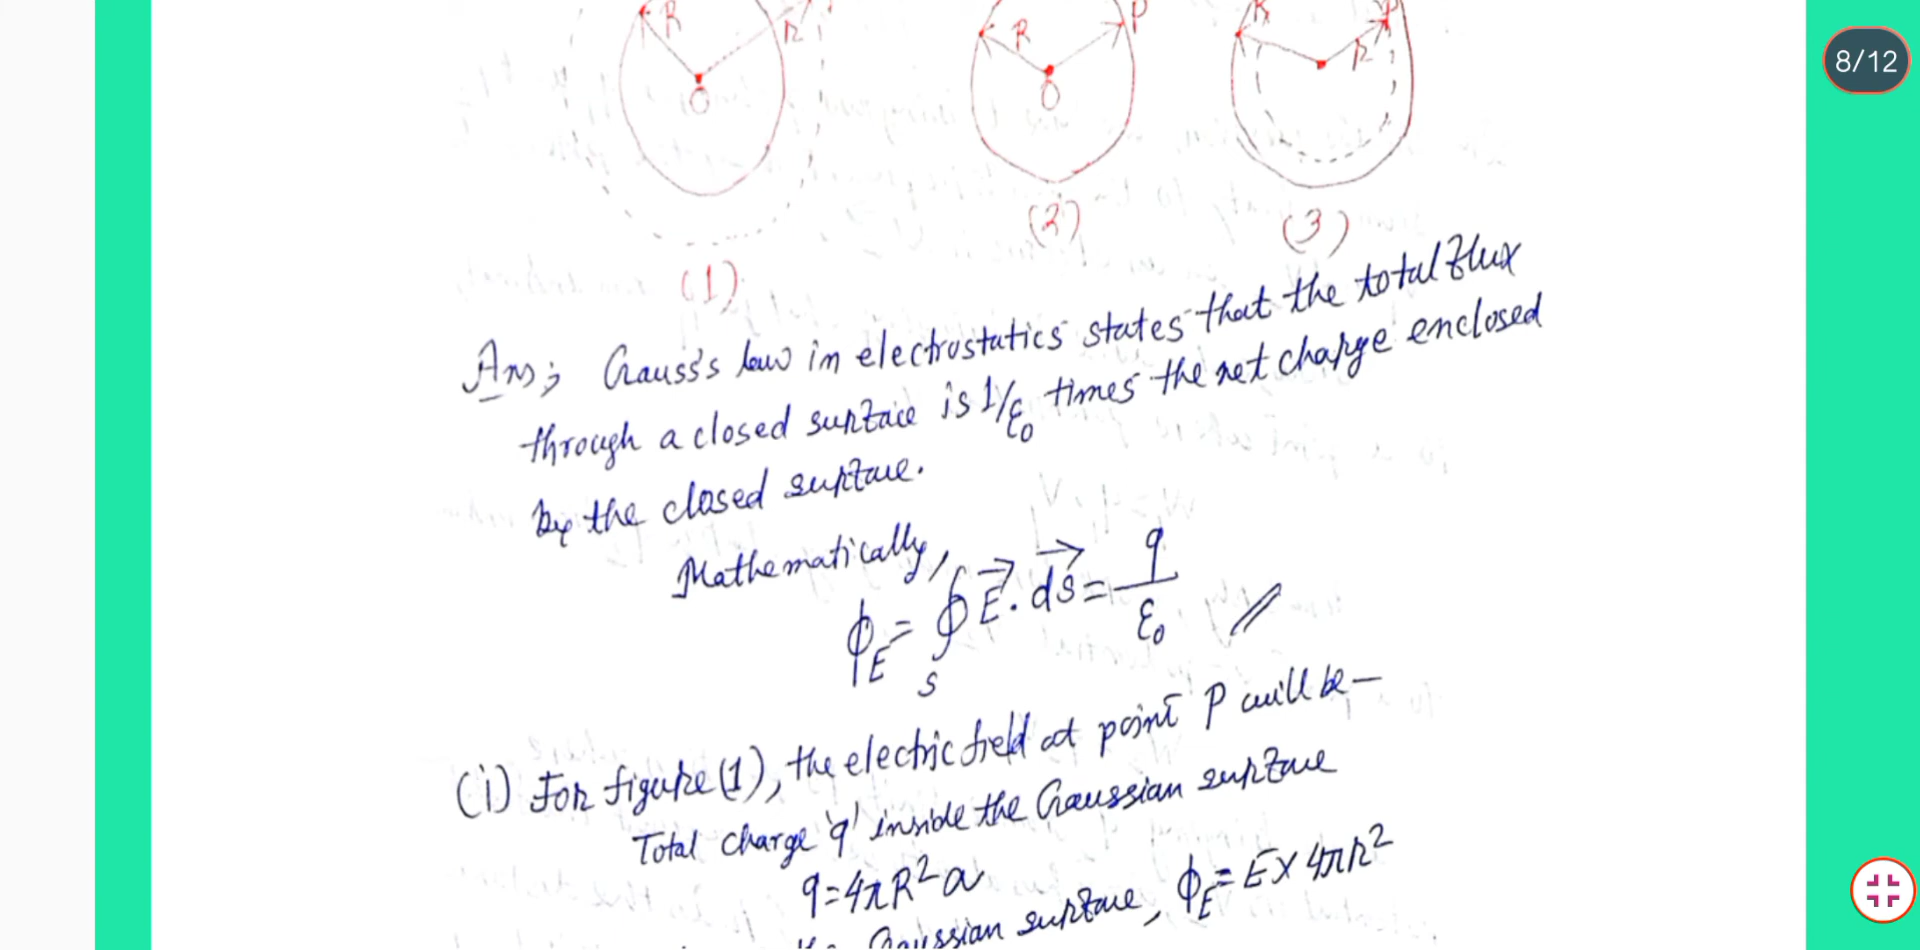 R
r
R
P
R
P
r
O
O
8/12
(2)
(3)
(1)
Ans; Gauss's law in electrostatics states that the total flux
through a closed surface is 1/ε₀ times the net charge enclosed
by the closed surface.
Mathematically,
ϕ_E = ∮_S E⃗ . ds⃗ = q/ε₀ //
(i) For figure (1), the electric field at point P will be —
Total charge 'q' inside the Gaussian surface
q = 4πR²σ
Gaussian surface, ϕ_E = E × 4πr²